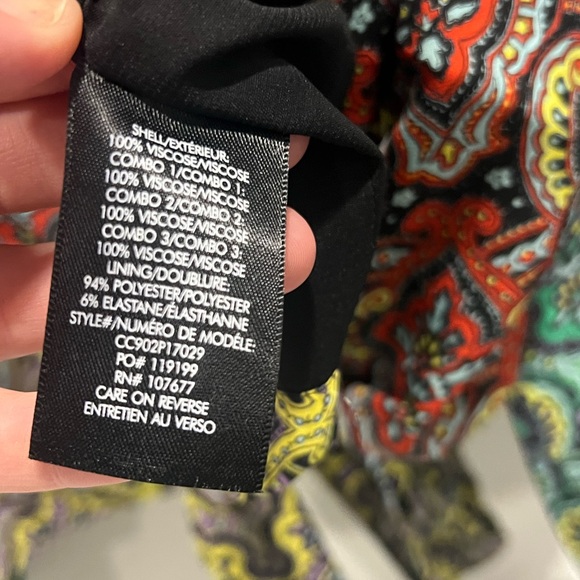 SHELL/EXTÉRIEUR:
100% VISCOSE/VISCOSE
COMBO 1/COMBO 1:
100% VISCOSE/VISCOSE
COMBO 2/COMBO 2:
100% VISCOSE/VISCOSE
COMBO 3/COMBO 3:
100% VISCOSE/VISCOSE
LINING/DOUBLURE:
94% POLYESTER/POLYESTER
6% ELASTANE/ÉLASTHANNE
STYLE#/NUMÉRO DE MODÈLE:
CC902P17029
PO# 119199
RN# 107677
CARE ON REVERSE
ENTRETIEN AU VERSO